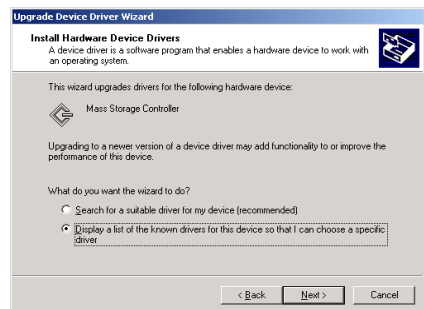 Upgrade Device Driver Wizard
Install Hardware Device Drivers
A device driver is a software program that enables a hardware device to work with
an operating system.
This wizard upgrades drivers for the following hardware device:
Mass Storage Controller
Upgrading to a newer version of a device driver may add functionality to or improve the
performance of this device.
What do you want the wizard to do?
Search for a suitable driver for my device (recommended)
Display a list of the known drivers for this device so that I can choose a specific
driver
< Back Next > Cancel